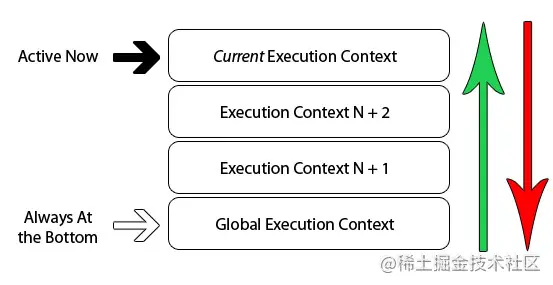 Active Now
Current Execution Context
Execution Context N + 2
Execution Context N + 1
Always At
the Bottom
Global Execution Context
@稀土掘金技术社区